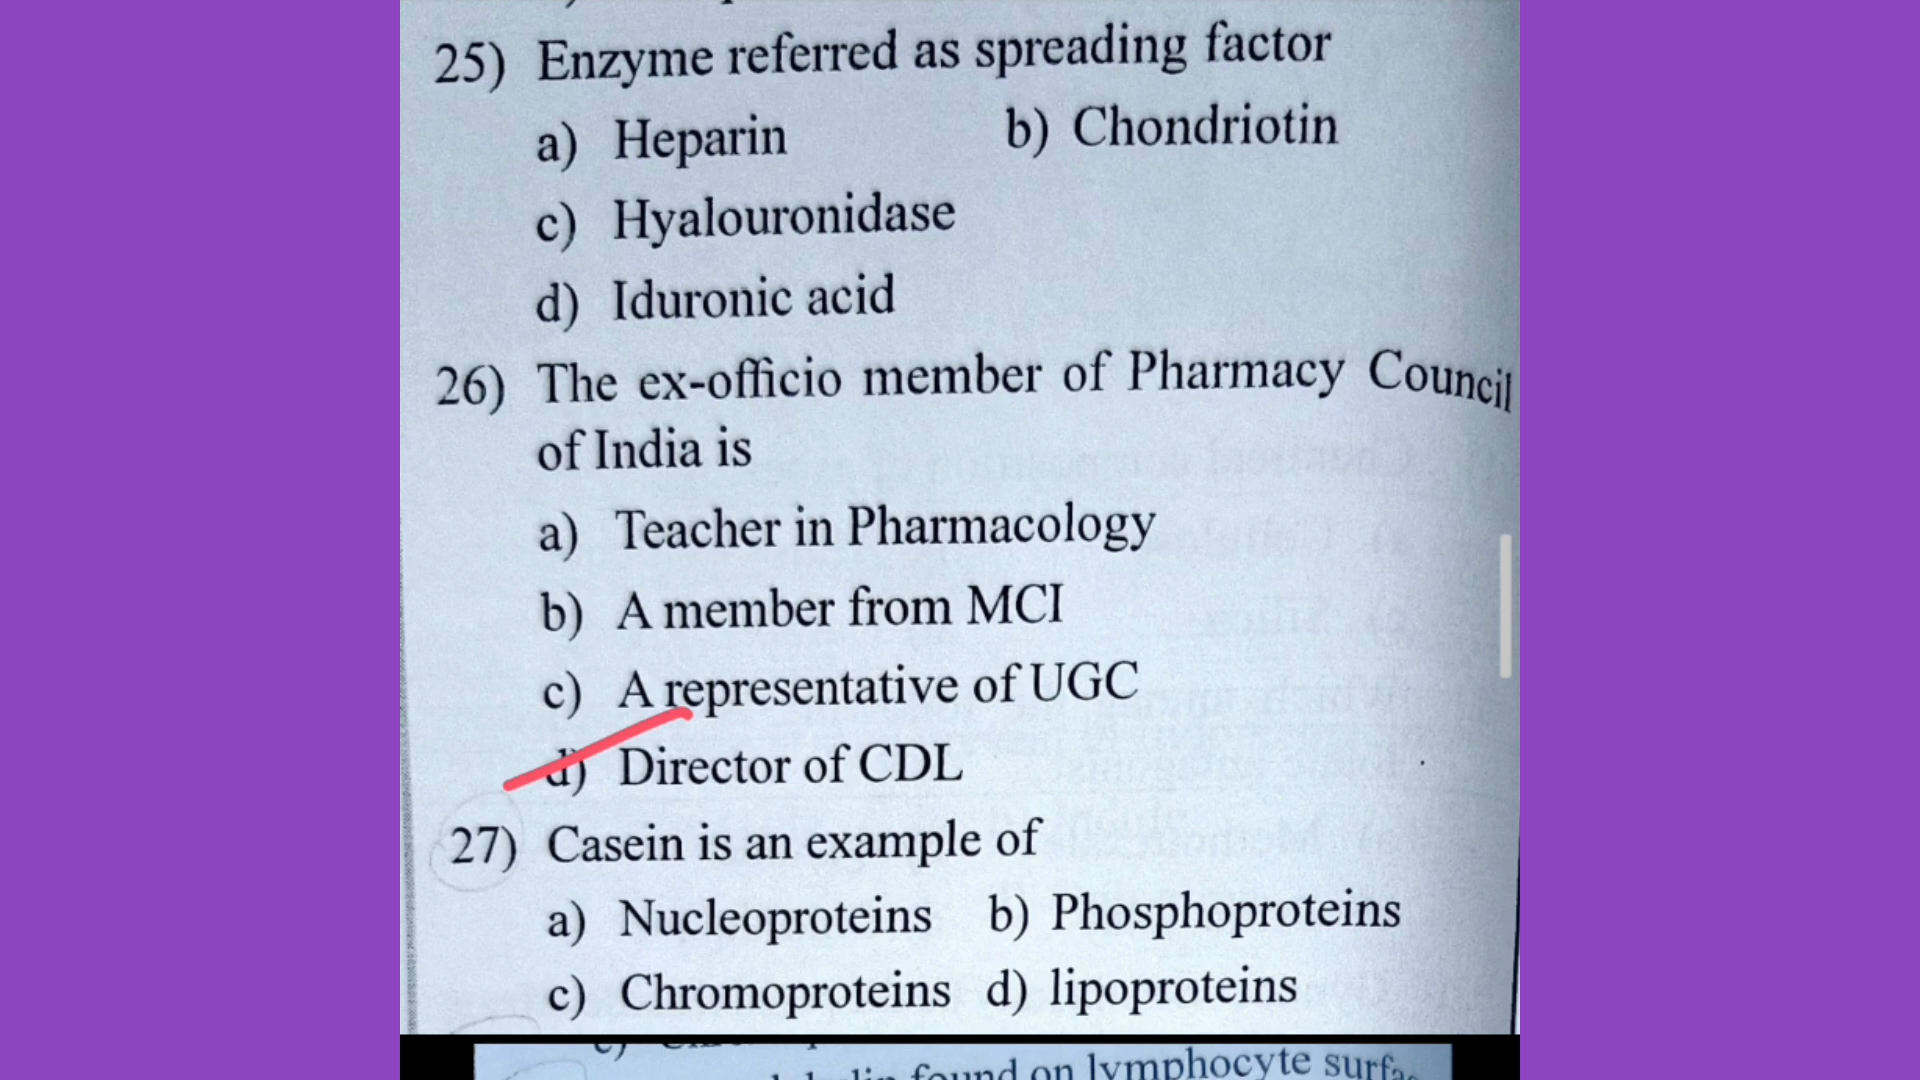 25) Enzyme referred as spreading factor
a) Heparin b) Chondriotin
c) Hyalouronidase
d) Iduronic acid
26) The ex-officio member of Pharmacy Council
of India is
a) Teacher in Pharmacology
b) A member from MCI
c) A representative of UGC
d) Director of CDL
27) Casein is an example of
a) Nucleoproteins b) Phosphoproteins
c) Chromoproteins d) lipoproteins
found on lymphocyte